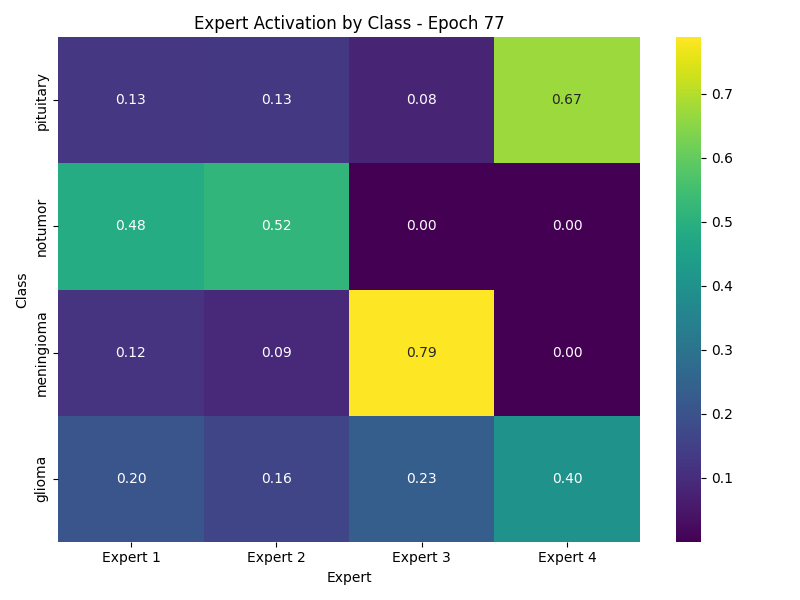 Expert Activation by Class - Epoch 77
pituitary 0.13 0.13 0.08 0.67
notumor 0.48 0.52 0.00 0.00
meningioma 0.12 0.09 0.79 0.00
glioma 0.20 0.16 0.23 0.40
Class
Expert 1 Expert 2 Expert 3 Expert 4
Expert
0.7
0.6
0.5
0.4
0.3
0.2
0.1